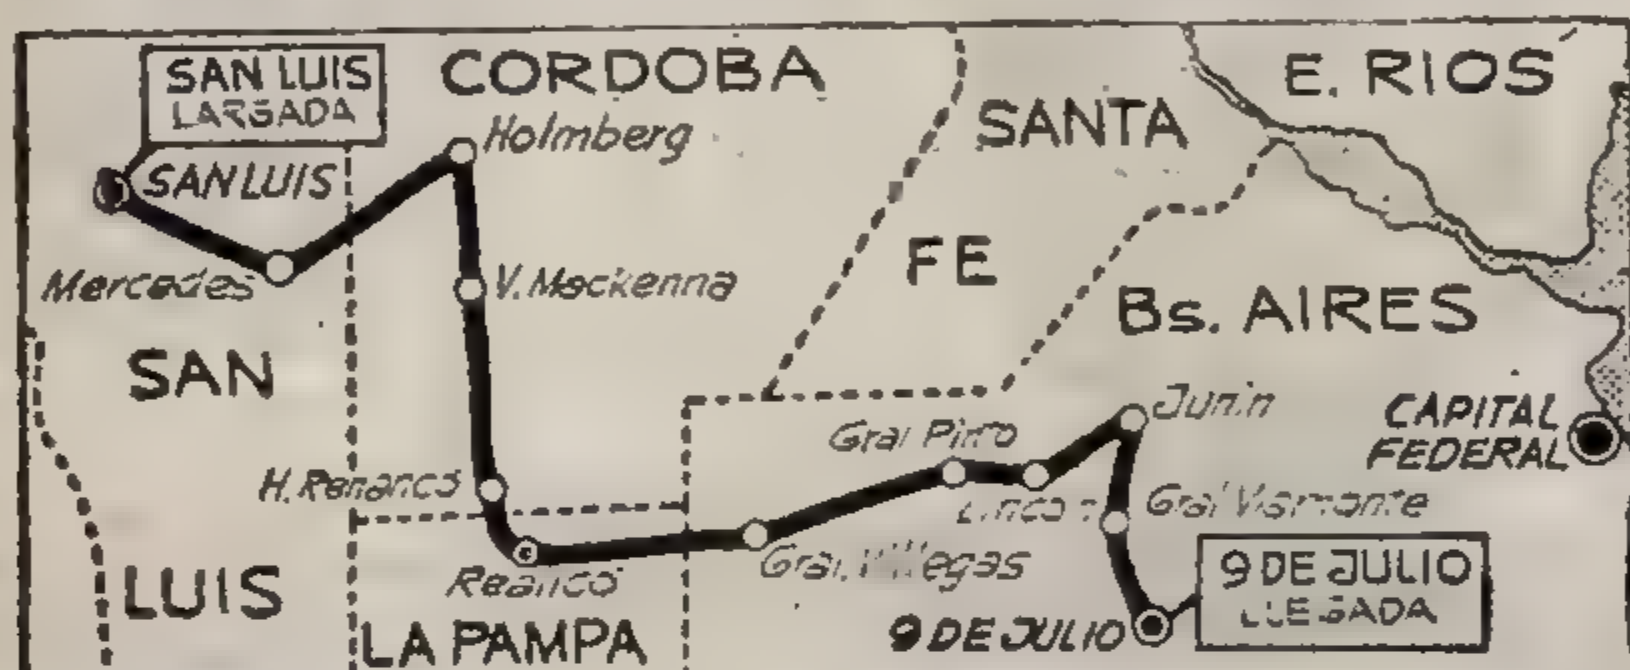 SAN LUIS
LARGADA
CORDOBA
E. RIOS
Holmberg
SANTA
SAN LUIS
FE
Mercedes
V. Mackenna
Bs. AIRES
SAN
Junin
CAPITAL
FEDERAL
Gral Pinto
H. Renanco
Lincoln
Gral Viamonte
Realico
Gral. Villegas
9 DE JULIO
LLEGADA
LUIS
LA PAMPA
9 DE JULIO